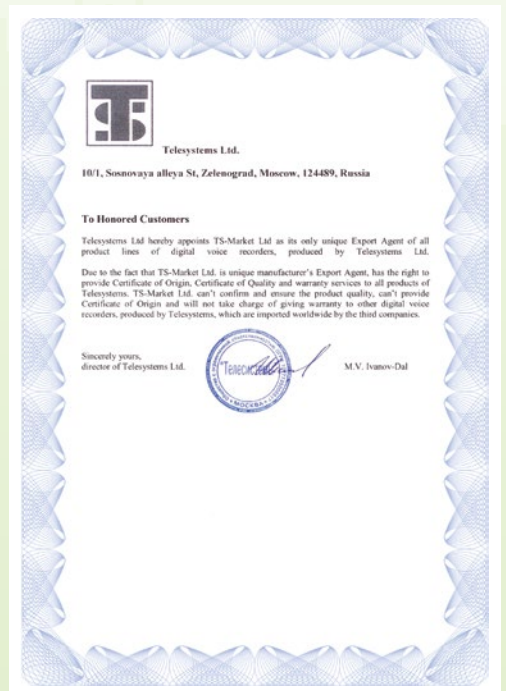 TS
Telesystems Ltd.
10/1, Sosnovaya alleya St, Zelenograd, Moscow, 124489, Russia
To Honored Customers
Telesystems Ltd hereby appoints TS-Market Ltd as its only unique Export Agent of all
product lines of digital voice recorders, produced by Telesystems Ltd.
Due to the fact that TS-Market Ltd. is unique manufacturer's Export Agent, has the right to
provide Certificate of Origin, Certificate of Quality and warranty services to all products of
Telesystems. TS-Market Ltd. can't confirm and ensure the product quality, can't provide
Certificate of Origin and will not take charge of giving warranty to other digital voice
recorders, produced by Telesystems, which are imported worldwide by the third companies.
Sincerely yours,
director of Telesystems Ltd.
"Телесистемы"
МОСКВА
M.V. Ivanov-Dal